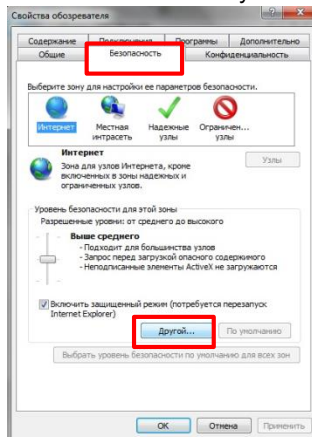 Свойства обозревателя
Содержание Подключения Программы Дополнительно
Общие Безопасность Конфиденциальность
Выберите зону для настройки ее параметров безопасности.
Интернет Местная интрасеть Надежные узлы Ограничен... узлы
Интернет
Узлы
Зона для узлов Интернета, кроме
включенных в зоны надежных и
ограниченных узлов.
Уровень безопасности для этой зоны
Разрешенные уровни: от среднего до высокого
Выше среднего
- Подходит для большинства узлов
- Запрос перед загрузкой опасного содержимого
- Неподписанные элементы ActiveX не загружаются
Включить защищенный режим (потребуется перезапуск
Internet Explorer)
Другой... По умолчанию
Выбрать уровень безопасности по умолчанию для всех зон
ОК Отмена Применить